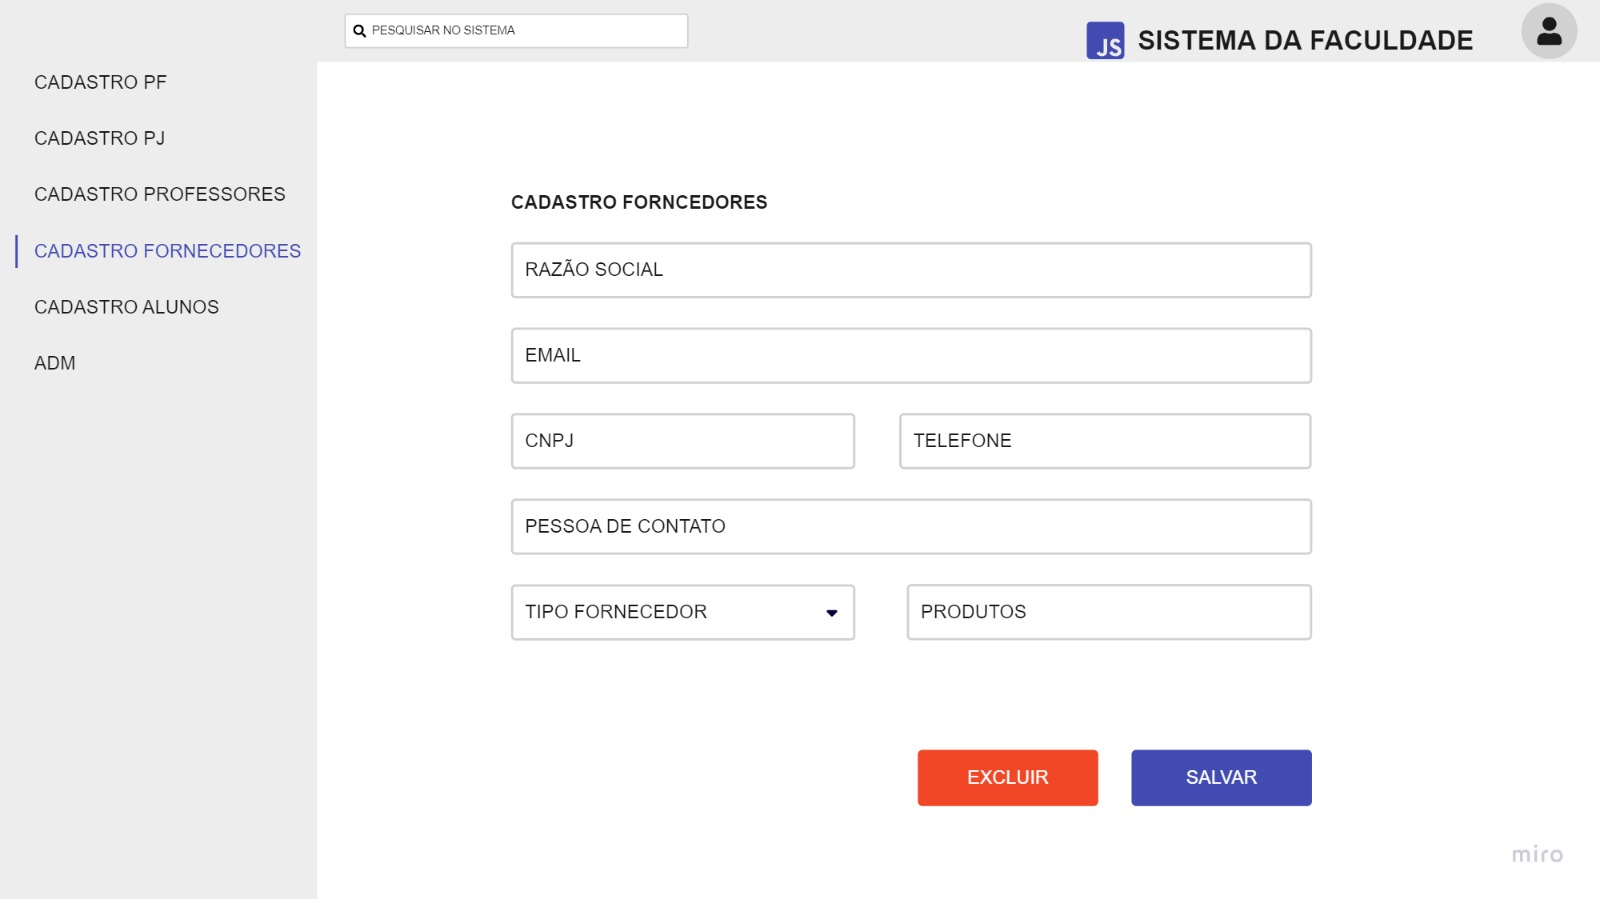 PESQUISAR NO SISTEMA
JS SISTEMA DA FACULDADE
CADASTRO PF
CADASTRO PJ
CADASTRO PROFESSORES
CADASTRO FORNECEDORES
CADASTRO ALUNOS
ADM
CADASTRO FORNCEDORES
RAZÃO SOCIAL
EMAIL
CNPJ TELEFONE
PESSOA DE CONTATO
TIPO FORNECEDOR PRODUTOS
EXCLUIR SALVAR
miro